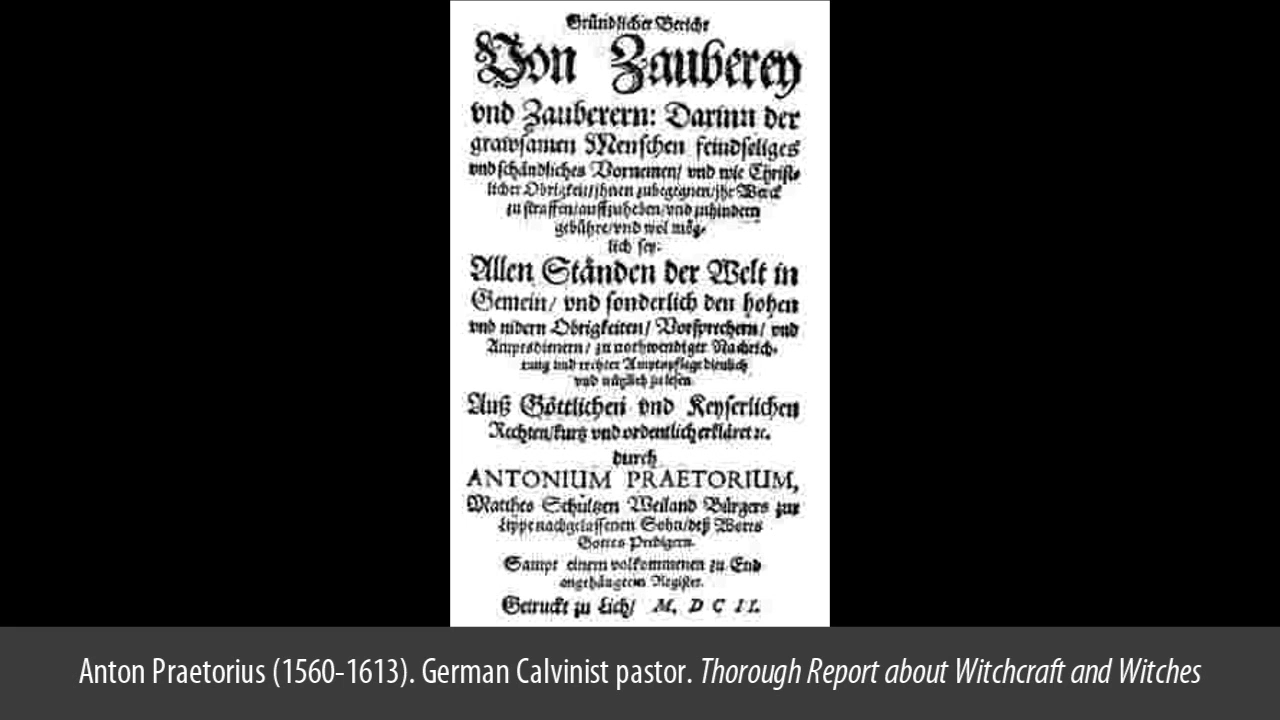 Gründlicher Bericht
Von Zauberey
vnd Zauberern: Darinn der
grawsamen Menschen feindseliges
vnd schändliches Vornemen/ vnd wie Christ-
licher Obrigkeit/ ihnen zubegegnen/ ihr Werck
zu straffen/ auffzuheben/ vnd zuhindern
gebühre/ vnd wol mög-
lich sey.
Allen Ständen der Welt in
Gemein/ vnd sonderlich den hohen
vnd nidern Obrigkeiten/ Vorsprechern/ vnd
Amptsdienern/ zu nothwendiger Nachrich-
tung vnd rechter Amptspflege dienlich
vnd nützlich zu lesen
Auß Göttlichen vnd Keyserlichen
Rechten/ kurtz vnd ordentlich erkläret ꝛc.
durch
ANTONIUM PRAETORIUM,
Matthes Schültzen Weiland Bürgers zur
Lippe nachgelassenen Sohn/ deß Worts
Gottes Predigern.
Sampt einem volkommenen zu End
angehängtem Register.
Getruckt zu Lich/ M. D C II.
Anton Praetorius (1560-1613). German Calvinist pastor. Thorough Report about Witchcraft and Witches